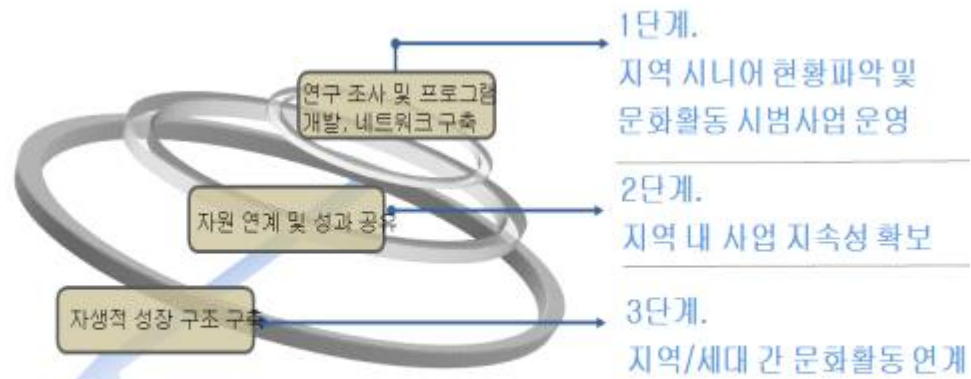 1단계.
지역 시니어 현황파악 및
문화활동 시범사업 운영
연구 조사 및 프로그램
개발, 네트워크 구축
2단계.
지역 내 사업 지속성 확보
자원 연계 및 성과 공유
3단계.
지역/세대 간 문화활동 연계
자생적 성장 구조 구축